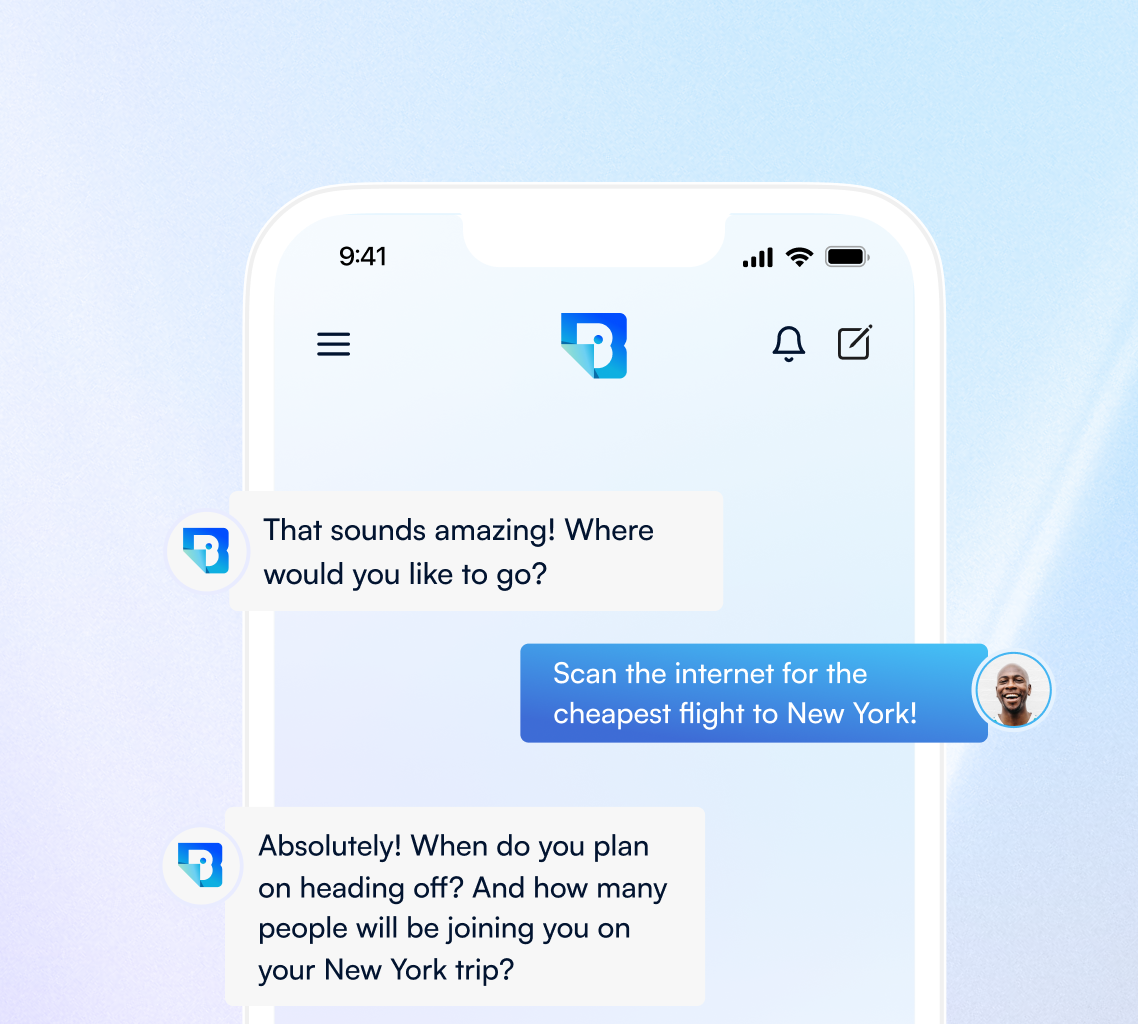 9:41
B
B
That sounds amazing! Where
would you like to go?
Scan the internet for the
cheapest flight to New York!
B
Absolutely! When do you plan
on heading off? And how many
people will be joining you on
your New York trip?